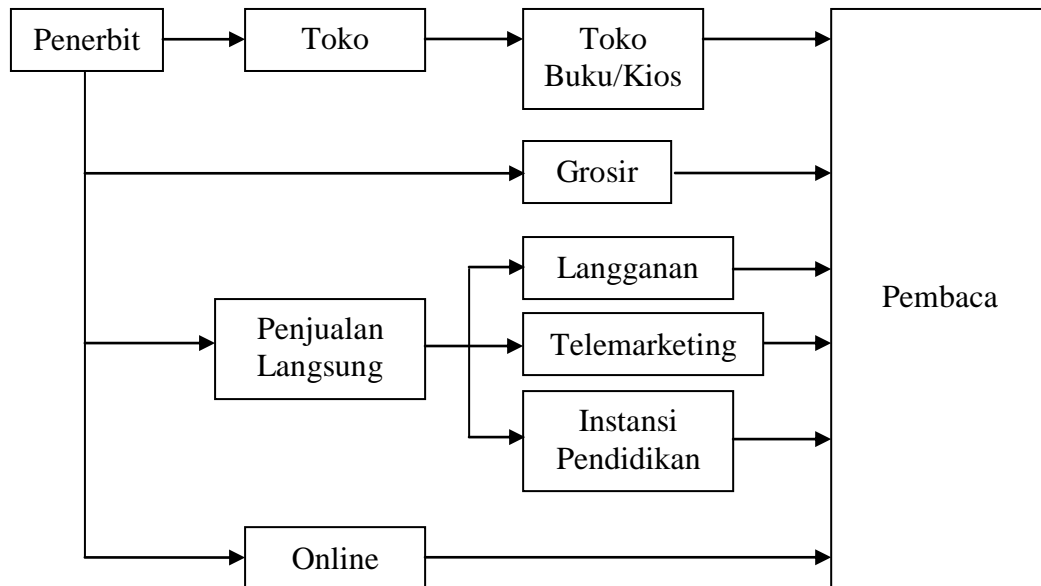 Penerbit
Toko
Toko
Buku/Kios
Grosir
Langganan
Pembaca
Penjualan
Langsung
Telemarketing
Instansi
Pendidikan
Online